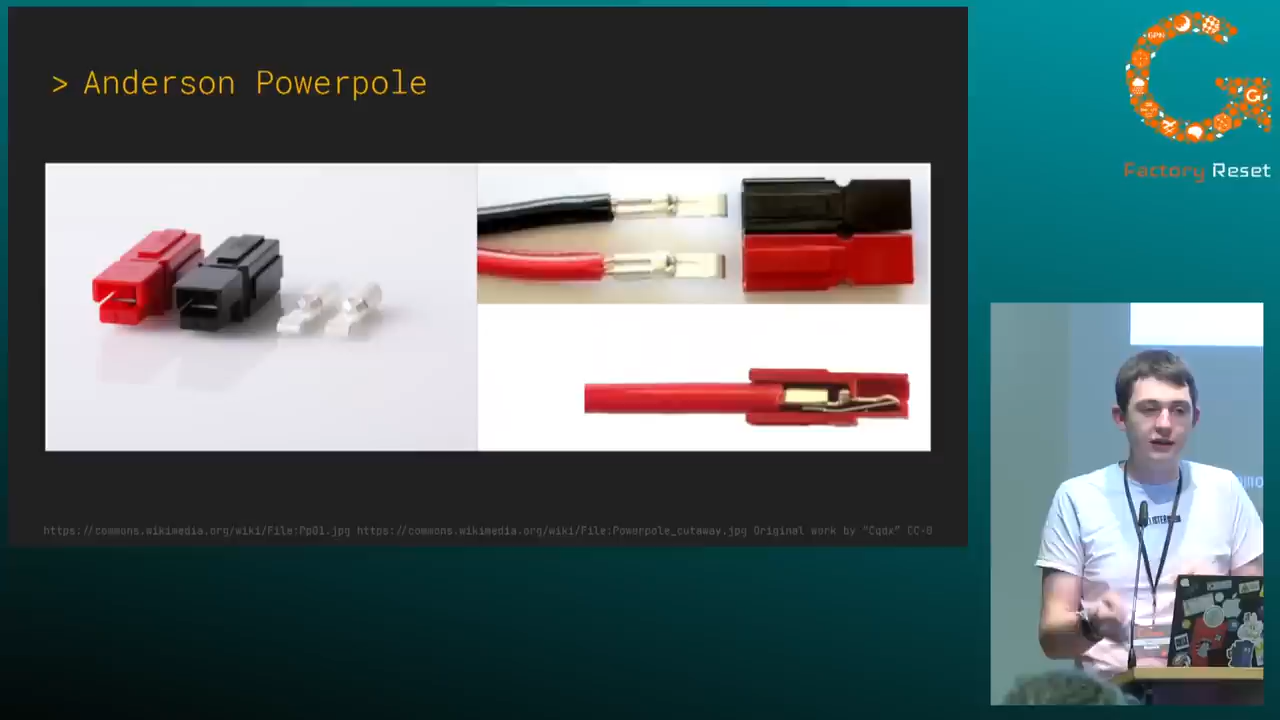 > Anderson Powerpole
https://commons.wikimedia.org/wiki/File:Pp01.jpg https://commons.wikimedia.org/wiki/File:Powerpole_cutaway.jpg Original work by “Cqdx” CC-0
GPN
Factory Reset